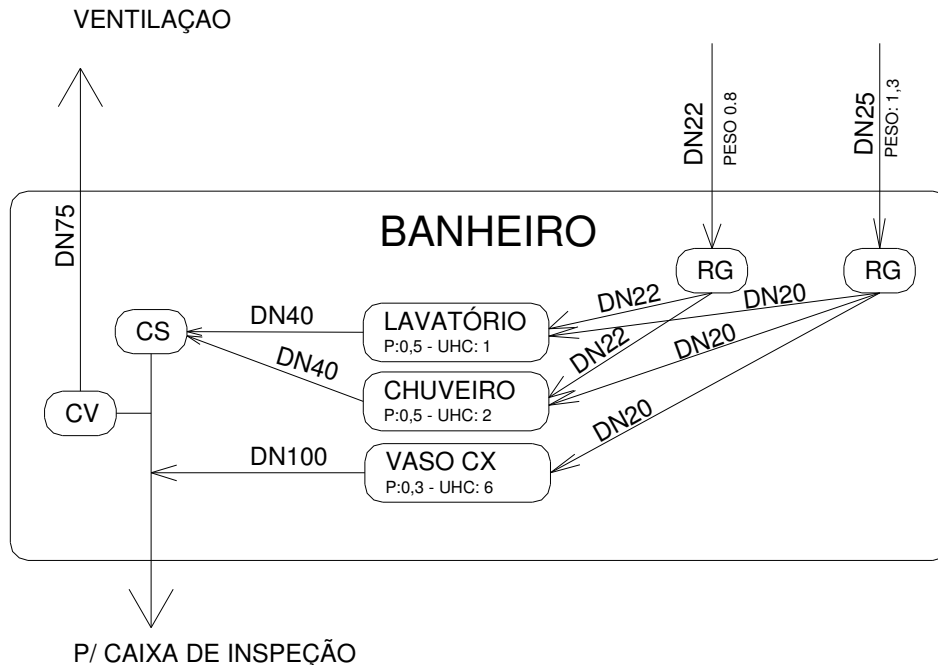 VENTILAÇAO
DN22
PESO 0.8
DN25
PESO: 1,3
DN75
BANHEIRO
RG
RG
DN22
DN20
DN40
LAVATÓRIO
P:0,5 - UHC: 1
CS
DN40
DN22
DN20
CHUVEIRO
P:0,5 - UHC: 2
CV
DN20
DN100
VASO CX
P:0,3 - UHC: 6
P/ CAIXA DE INSPEÇÃO